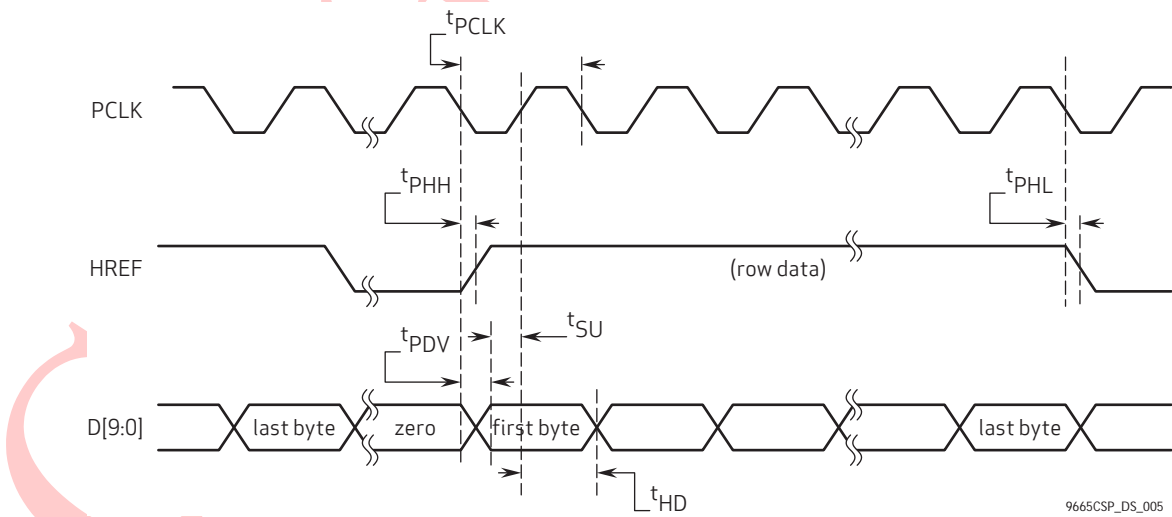 tPCLK
PCLK
tPHH
tPHL
HREF
(row data)
tPDV
tSU
D[9:0]
last byte
zero
first byte
last byte
tHD
9665CSP_DS_005